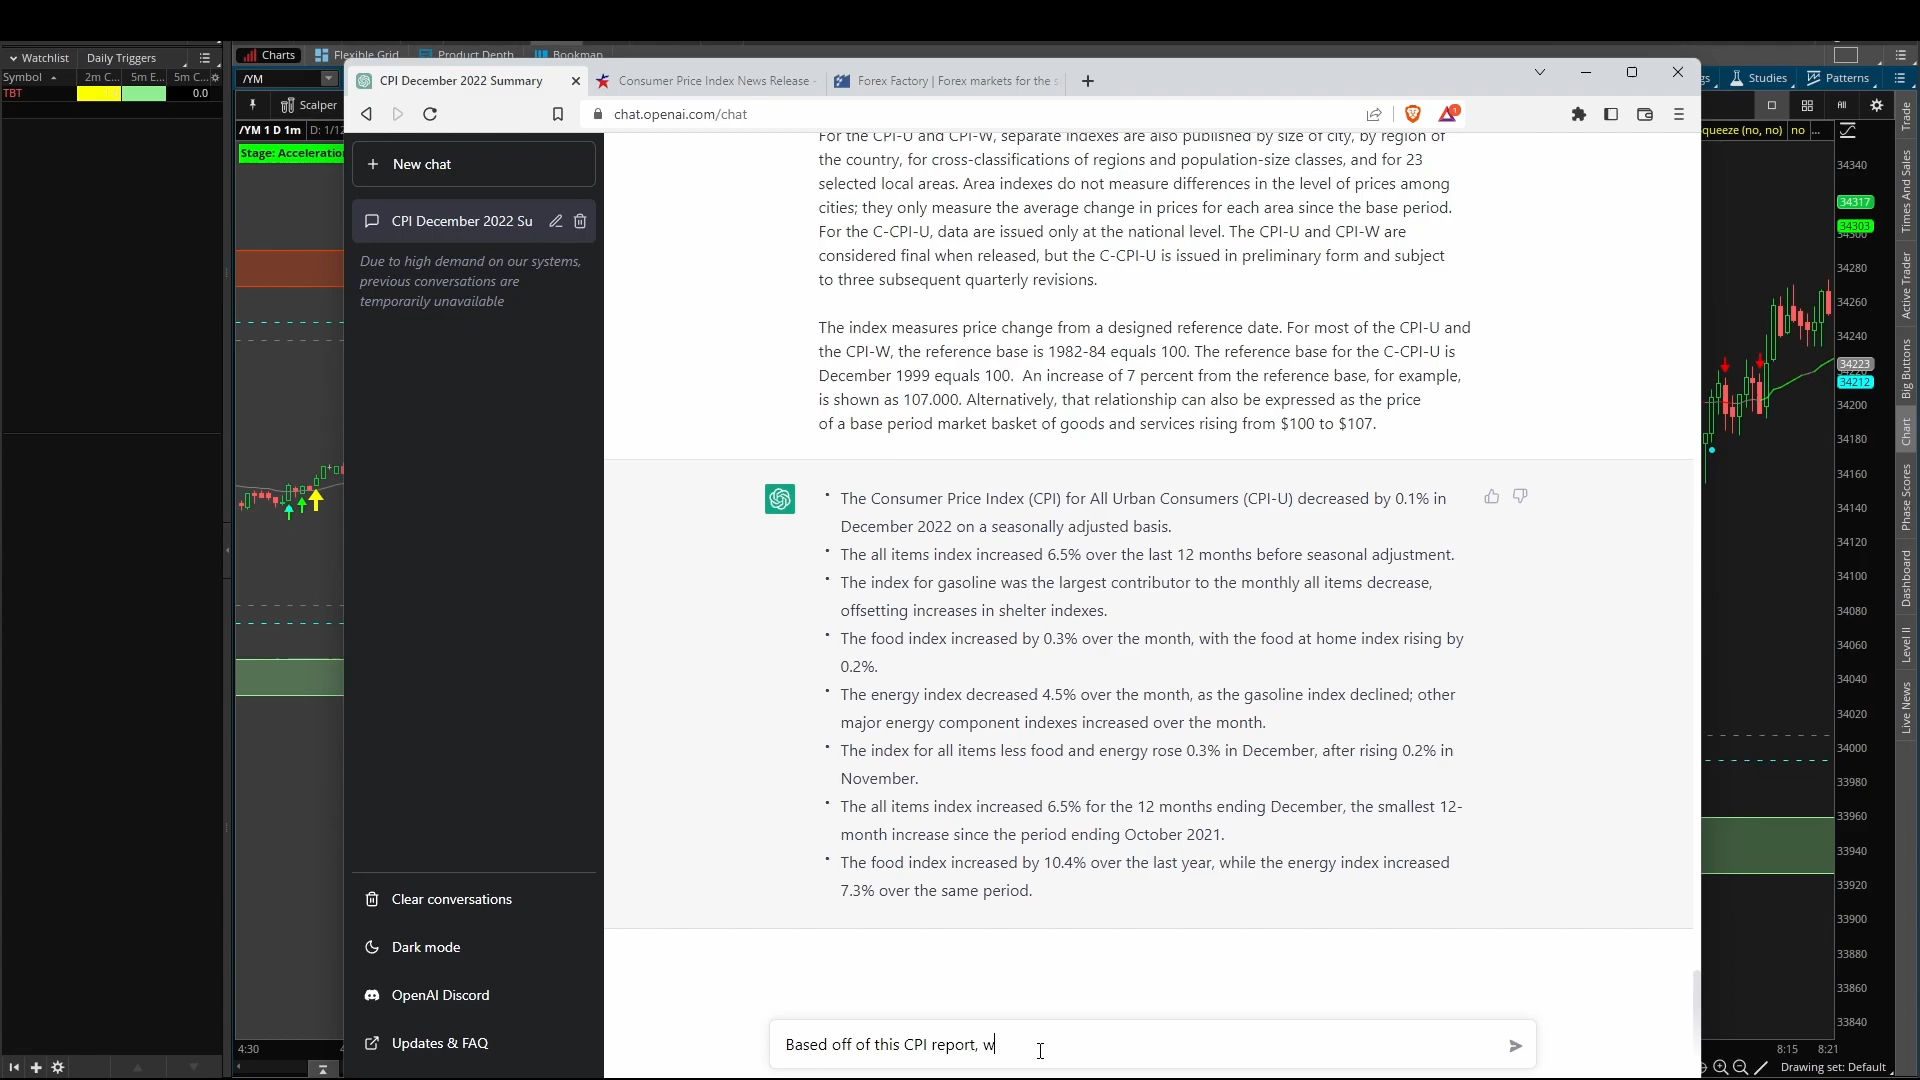 Watchlist
Daily Triggers
Charts
Flexible Grid
Product Depth
Bookmap
Symbol
2m C...
5m E...
5m C...
TBT
0.0
/YM
Scalper
/YM 1 D 1m
D: 1/12
Stage: Acceleratio
CPI December 2022 Summary
Consumer Price Index News Release -
Forex Factory | Forex markets for the s
chat.openai.com/chat
New chat
CPI December 2022 Su
Due to high demand on our systems,
previous conversations are
temporarily unavailable
For the CPI-U and CPI-W, separate indexes are also published by size of city, by region of
the country, for cross-classifications of regions and population-size classes, and for 23
selected local areas. Area indexes do not measure differences in the level of prices among
cities; they only measure the average change in prices for each area since the base period.
For the C-CPI-U, data are issued only at the national level. The CPI-U and CPI-W are
considered final when released, but the C-CPI-U is issued in preliminary form and subject
to three subsequent quarterly revisions.
The index measures price change from a designed reference date. For most of the CPI-U and
the CPI-W, the reference base is 1982-84 equals 100. The reference base for the C-CPI-U is
December 1999 equals 100. An increase of 7 percent from the reference base, for example,
is shown as 107.000. Alternatively, that relationship can also be expressed as the price
of a base period market basket of goods and services rising from $100 to $107.
• The Consumer Price Index (CPI) for All Urban Consumers (CPI-U) decreased by 0.1% in
December 2022 on a seasonally adjusted basis.
• The all items index increased 6.5% over the last 12 months before seasonal adjustment.
• The index for gasoline was the largest contributor to the monthly all items decrease,
offsetting increases in shelter indexes.
• The food index increased by 0.3% over the month, with the food at home index rising by
0.2%.
• The energy index decreased 4.5% over the month, as the gasoline index declined; other
major energy component indexes increased over the month.
• The index for all items less food and energy rose 0.3% in December, after rising 0.2% in
November.
• The all items index increased 6.5% for the 12 months ending December, the smallest 12-
month increase since the period ending October 2021.
• The food index increased by 10.4% over the last year, while the energy index increased
7.3% over the same period.
Clear conversations
Dark mode
OpenAI Discord
Updates & FAQ
Based off of this CPI report, w
4:30
gs
Studies
Patterns
All
queeze (no, no)
no
...
34340
34317
34303
34280
34260
34240
34223
34212
34200
34180
34160
34140
34120
34100
34080
34060
34040
34020
34000
33980
33960
33940
33920
33900
33880
33860
33840
8:15
8:21
Drawing set: Default
Trade
Times And Sales
Active Trader
Big Buttons
Chart
Phase Scores
Dashboard
Level II
Live News